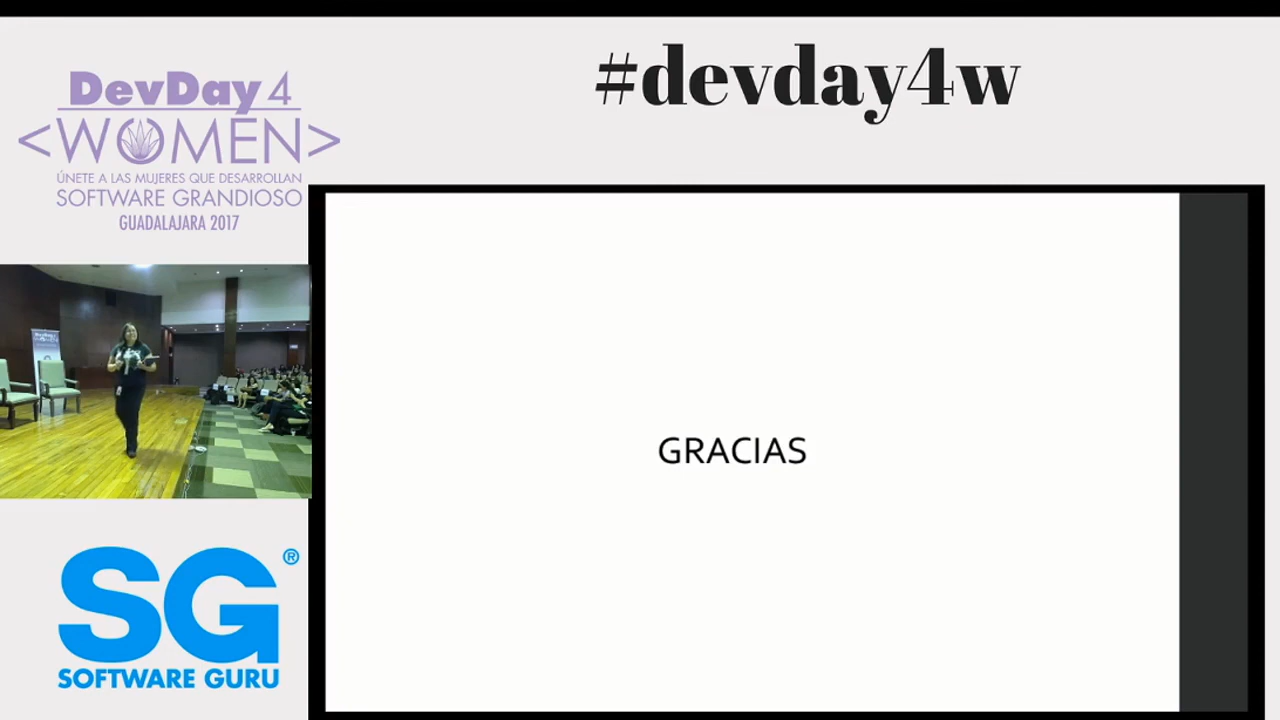 DevDay4
<WOMEN>
ÚNETE A LAS MUJERES QUE DESARROLLAN
SOFTWARE GRANDIOSO
GUADALAJARA 2017
#devday4w
GRACIAS
SG®
SOFTWARE GURU